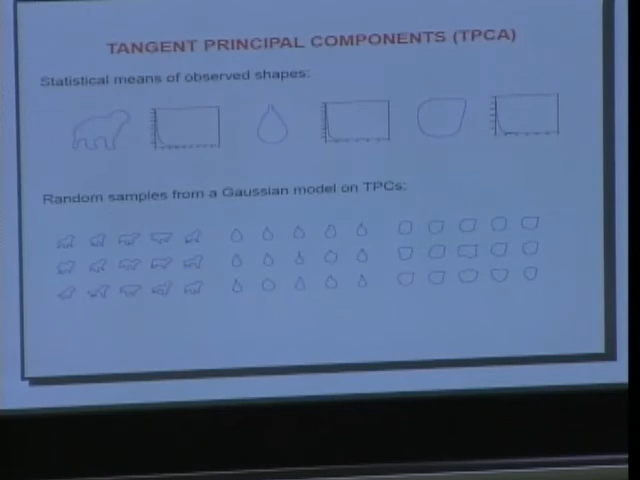 TANGENT PRINCIPAL COMPONENTS (TPCA)
Statistical means of observed shapes:
Random samples from a Gaussian model on TPCs: